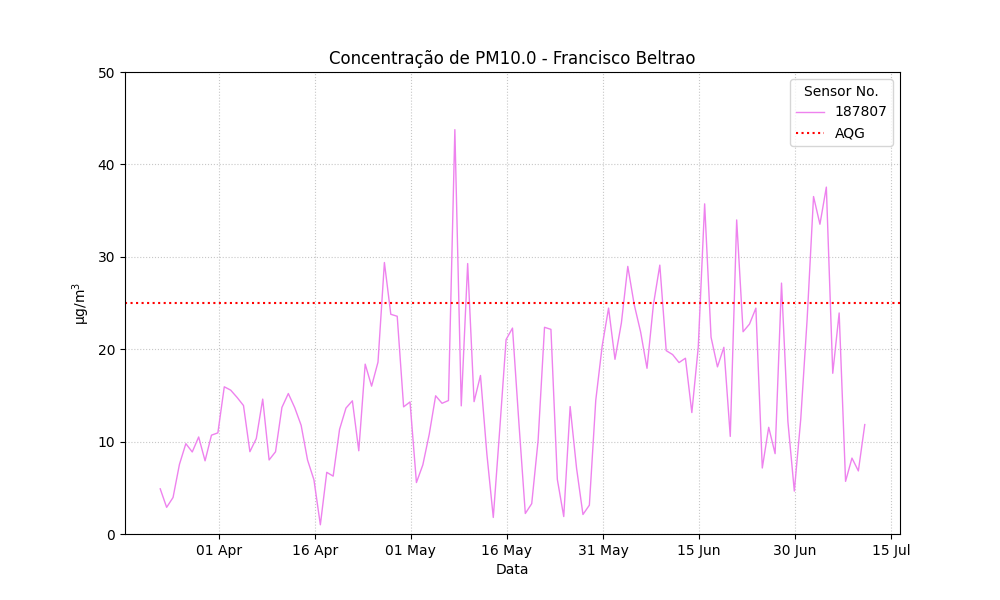 Concentração de PM10.0 - Francisco Beltrao
Sensor No.
187807
AQG
50
40
30
20
10
0
µg/m³
01 Apr
16 Apr
01 May
16 May
31 May
15 Jun
30 Jun
15 Jul
Data